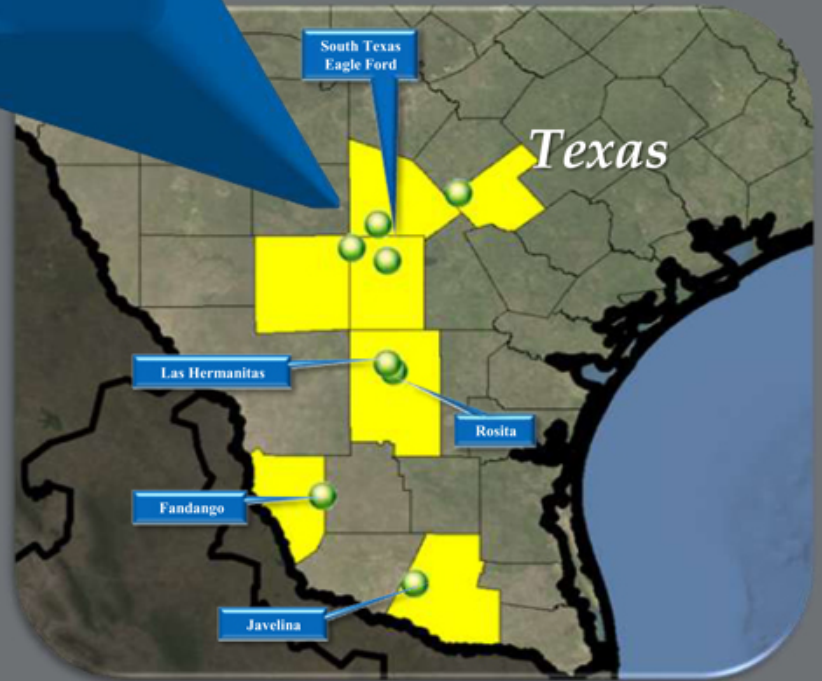 South Texas
Eagle Ford
Texas
Las Hermanitas
Rosita
Fandango
Javelina